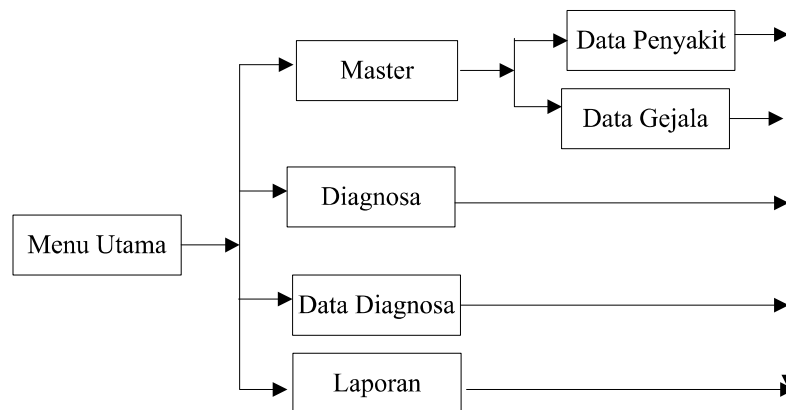 Data Penyakit
Master
Data Gejala
Diagnosa
Menu Utama
Data Diagnosa
Laporan